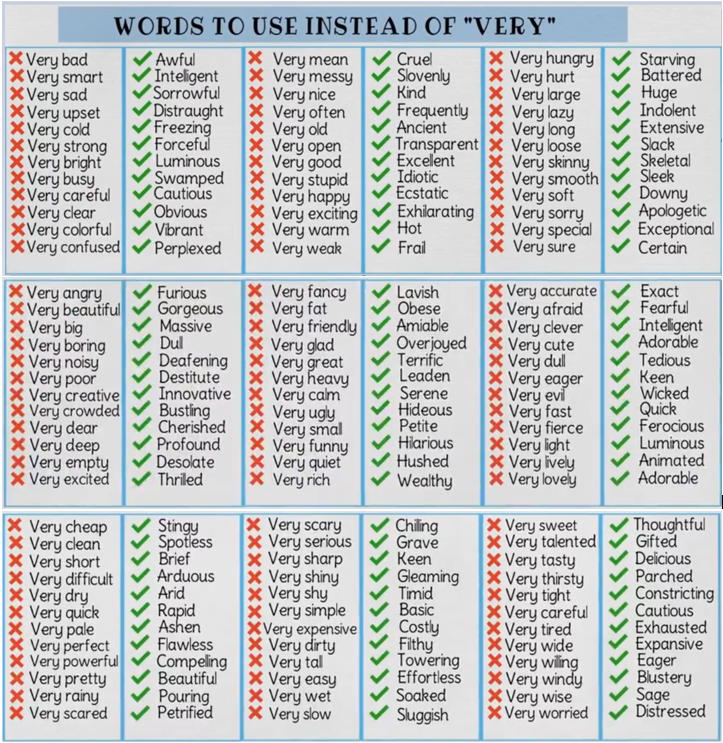 WORDS TO USE INSTEAD OF "VERY"
Very bad Awful Very mean Cruel Very hungry Starving
Very smart Inteligent Very messy Slovenly Very hurt Battered
Very sad Sorrowful Very nice Kind Very large Huge
Very upset Distraught Very often Frequently Very lazy Indolent
Very cold Freezing Very old Ancient Very long Extensive
Very strong Forceful Very open Transparent Very loose Slack
Very bright Luminous Very good Excellent Very skinny Skeletal
Very busy Swamped Very stupid Idiotic Very smooth Sleek
Very careful Cautious Very happy Ecstatic Very soft Downy
Very clear Obvious Very exciting Exhilarating Very sorry Apologetic
Very colorful Vibrant Very warm Hot Very special Exceptional
Very confused Perplexed Very weak Frail Very sure Certain
Very angry Furious Very fancy Lavish Very accurate Exact
Very beautiful Gorgeous Very fat Obese Very afraid Fearful
Very big Massive Very friendly Amiable Very clever Intelligent
Very boring Dull Very glad Overjoyed Very cute Adorable
Very noisy Deafening Very great Terrific Very dull Tedious
Very poor Destitute Very heavy Leaden Very eager Keen
Very creative Innovative Very calm Serene Very evil Wicked
Very crowded Bustling Very ugly Hideous Very fast Quick
Very dear Cherished Very small Petite Very fierce Ferocious
Very deep Profound Very funny Hilarious Very light Luminous
Very empty Desolate Very quiet Hushed Very lively Animated
Very excited Thrilled Very rich Wealthy Very lovely Adorable
Very cheap Stingy Very scary Chilling Very sweet Thoughtful
Very clean Spotless Very serious Grave Very talented Gifted
Very short Brief Very sharp Keen Very tasty Delicious
Very difficult Arduous Very shiny Gleaming Very thirsty Parched
Very dry Arid Very shy Timid Very tight Constricting
Very quick Rapid Very simple Basic Very careful Cautious
Very pale Ashen Very expensive Costly Very tired Exhausted
Very perfect Flawless Very dirty Filthy Very wide Expansive
Very powerful Compelling Very tall Towering Very willing Eager
Very pretty Beautiful Very easy Effortless Very windy Blustery
Very rainy Pouring Very wet Soaked Very wise Sage
Very scared Petrified Very slow Sluggish Very worried Distressed